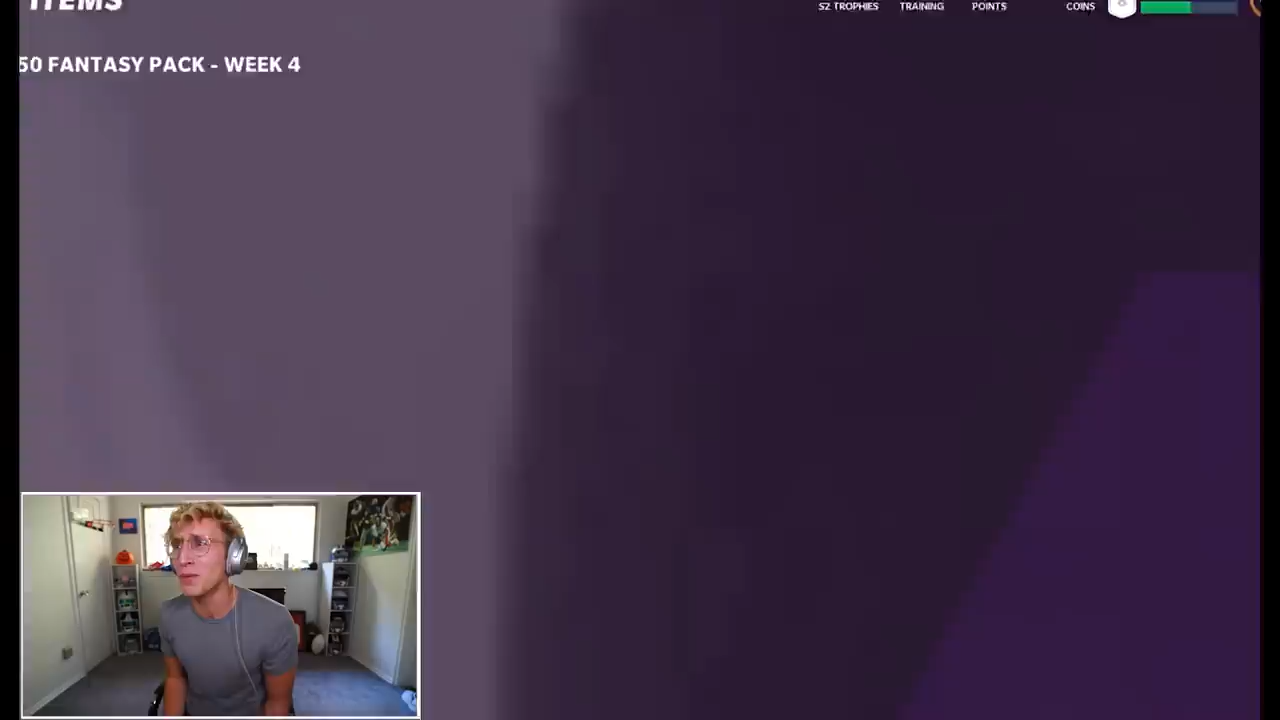 ITEMS
S2 TROPHIES TRAINING POINTS COINS
50 FANTASY PACK - WEEK 4